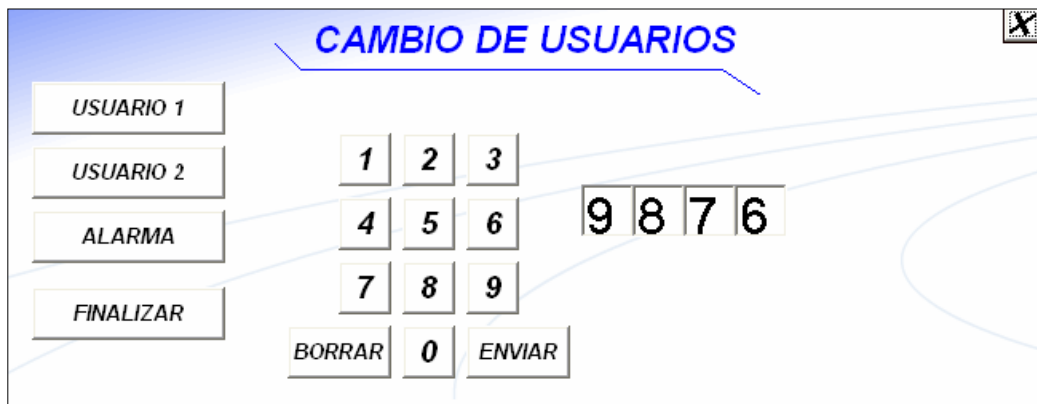 CAMBIO DE USUARIOS
X
USUARIO 1
USUARIO 2
ALARMA
FINALIZAR
1 2 3
4 5 6
7 8 9
BORRAR 0 ENVIAR
9 8 7 6